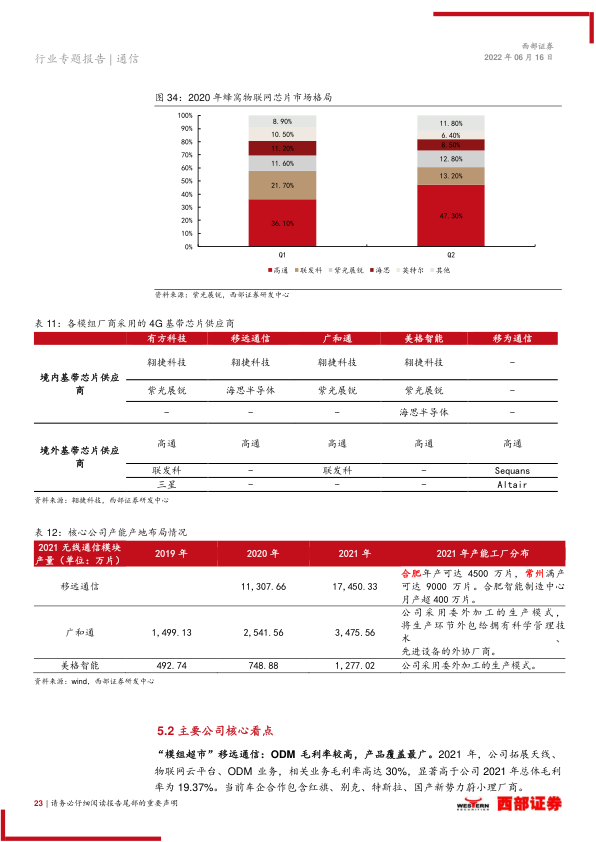 西部证券
行业专题报告 | 通信
2022 年 06 月 16 日
图 34：2020 年蜂窝物联网芯片市场格局
100%
90%
80%
70%
60%
50%
40%
30%
20%
10%
0%
8.90%
10.50%
11.20%
11.60%
21.70%
36.10%
11.80%
6.40%
8.50%
12.80%
13.20%
47.30%
Q1
Q2
高通 联发科 紫光展锐 海思 英特尔 其他
资料来源：紫光展锐，西部证券研发中心
表 11：各模组厂商采用的 4G 基带芯片供应商
有方科技 移远通信 广和通 美格智能 移为通信
境内基带芯片供应
商
翱捷科技 翱捷科技 翱捷科技 翱捷科技 -
紫光展锐 海思半导体 紫光展锐 紫光展锐 -
- - - 海思半导体 -
境外基带芯片供应
商
高通 高通 高通 高通 高通
联发科 - 联发科 - Sequans
三星 - - - Altair
资料来源：翱捷科技，西部证券研发中心
表 12：核心公司产能产地布局情况
2021 无线通信模块
产量（单位：万片）
2019 年 2020 年 2021 年 2021 年产能工厂分布
移远通信 11,307.66 17,450.33
合肥年产可达 4500 万片，常州满产
可达 9000 万片。合肥智能制造中心
月产超 400 万片。
广和通 1,499.13 2,541.56 3,475.56
公司采用委外加工的生产模式，
将生产环节外包给拥有科学管理技
术 、
先进设备的外协厂商。
美格智能 492.74 748.88 1,277.02 公司采用委外加工的生产模式。
资料来源：wind，西部证券研发中心
5.2 主要公司核心看点
“模组超市”移远通信：ODM 毛利率较高，产品覆盖最广。2021 年，公司拓展天线、
物联网云平台、ODM 业务，相关业务毛利率高达 30%，显著高于公司 2021 年总体毛利
率为 19.37%。当前车企合作包含红旗、别克、特斯拉、国产新势力蔚小理厂商。
23 | 请务必仔细阅读报告尾部的重要声明
WESTERN
SECURITIES
西部证券